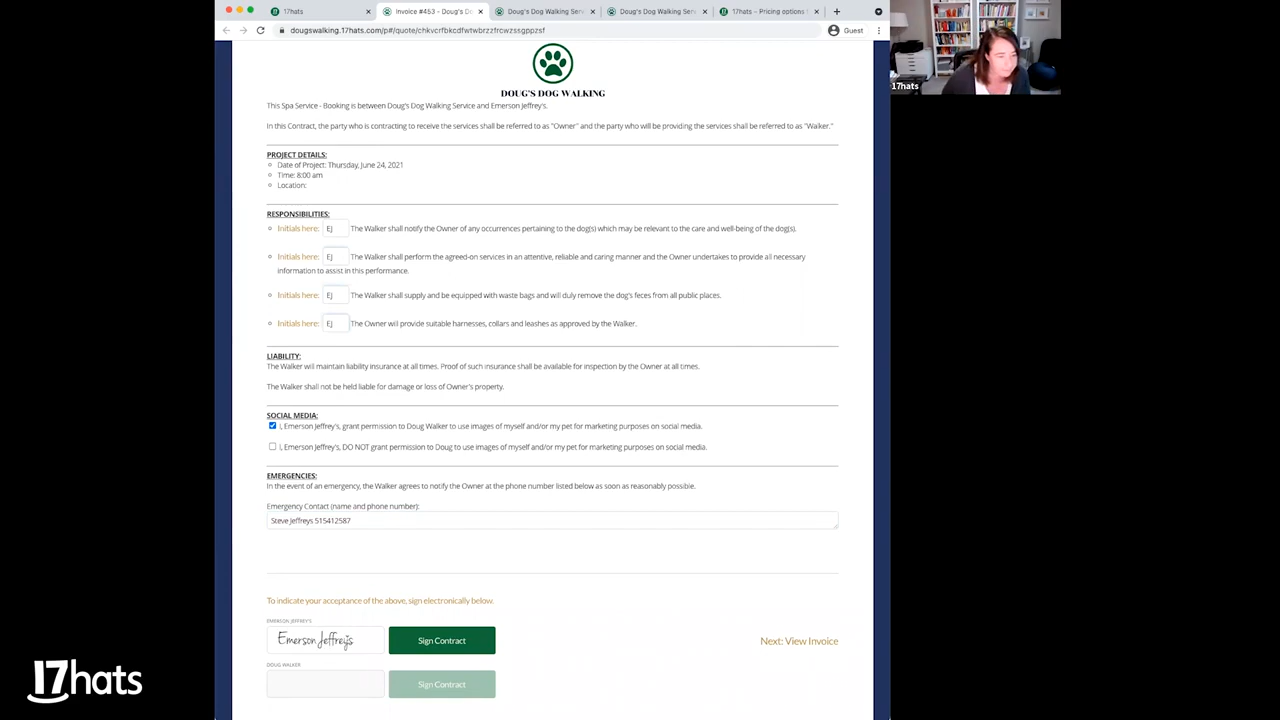 17hats
Invoice #453 - Doug's Do
Doug's Dog Walking Servi
Doug's Dog Walking Serv
17hats – Pricing options f
dougswalking.17hats.com/p#/quote/chkvcrfbkcdfwtwbrzzfrcwzssgppzsf
Guest
17hats
DOUG'S DOG WALKING
This Spa Service - Booking is between Doug's Dog Walking Service and Emerson Jeffrey's.
In this Contract, the party who is contracting to receive the services shall be referred to as "Owner" and the party who will be providing the services shall be referred to as "Walker."
PROJECT DETAILS:
Date of Project: Thursday, June 24, 2021
Time: 8:00 am
Location:
RESPONSIBILITIES:
Initials here: EJ The Walker shall notify the Owner of any occurrences pertaining to the dog(s) which may be relevant to the care and well-being of the dog(s).
Initials here: EJ The Walker shall perform the agreed-on services in an attentive, reliable and caring manner and the Owner undertakes to provide all necessary
information to assist in this performance.
Initials here: EJ The Walker shall supply and be equipped with waste bags and will duly remove the dog's feces from all public places.
Initials here: EJ The Owner will provide suitable harnesses, collars and leashes as approved by the Walker.
LIABILITY:
The Walker will maintain liability insurance at all times. Proof of such insurance shall be available for inspection by the Owner at all times.
The Walker shall not be held liable for damage or loss of Owner's property.
SOCIAL MEDIA:
I, Emerson Jeffrey's, grant permission to Doug Walker to use images of myself and/or my pet for marketing purposes on social media.
I, Emerson Jeffrey's, DO NOT grant permission to Doug to use images of myself and/or my pet for marketing purposes on social media.
EMERGENCIES:
In the event of an emergency, the Walker agrees to notify the Owner at the phone number listed below as soon as reasonably possible.
Emergency Contact (name and phone number):
Steve Jeffreys 515412587
To indicate your acceptance of the above, sign electronically below.
EMERSON JEFFREY'S
Emerson Jeffrey's Sign Contract
Next: View Invoice
DOUG WALKER
Sign Contract
17hats